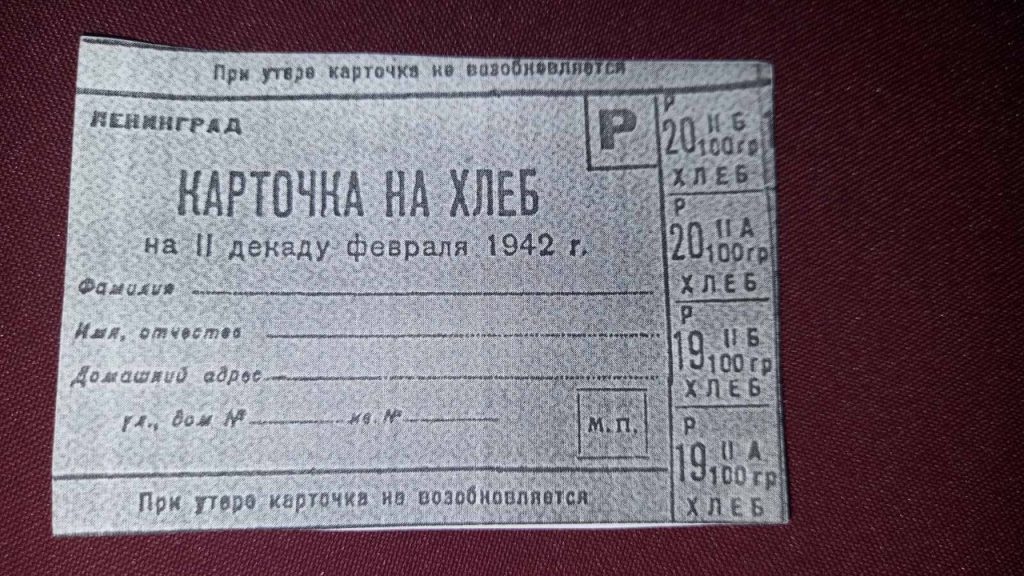 При утере карточка не возобновляется
ЛЕНИНГРАД
Р
КАРТОЧКА НА ХЛЕБ
на II декаду февраля 1942 г.
Фамилия
Имя, отчество
Домашний адрес
ул., дом № кв. №
М.П.
При утере карточка не возобновляется
Р
20 II Б
100 гр
ХЛЕБ
Р
20 II А
100 гр
ХЛЕБ
Р
19 II Б
100 гр
ХЛЕБ
Р
19 II А
100 гр
ХЛЕБ